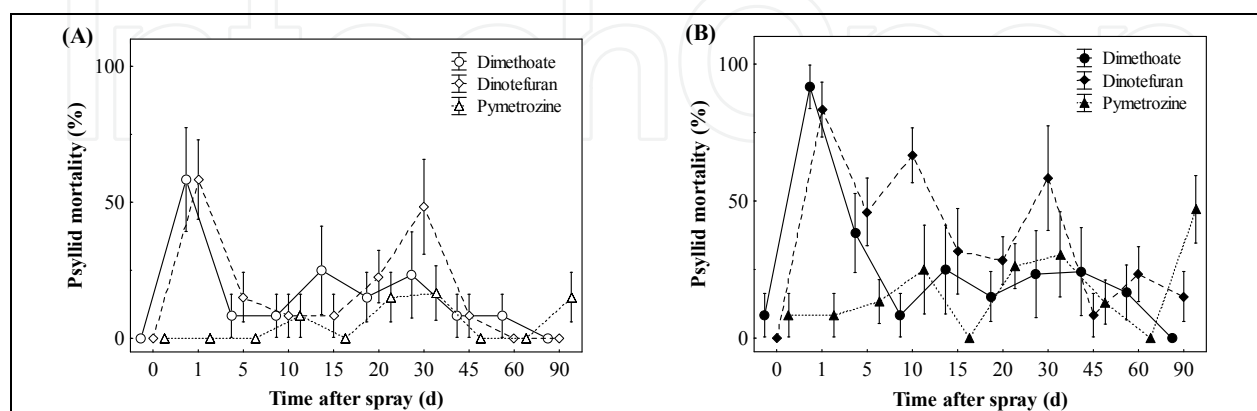 IntechOpen
(A)
Dimethoate
Dinotefuran
Pymetrozine
100
50
0
Psyllid mortality (%)
0 1 5 10 15 20 30 45 60 90
Time after spray (d)
(B)
Dimethoate
Dinotefuran
Pymetrozine
100
50
0
Psyllid mortality (%)
0 1 5 10 15 20 30 45 60 90
Time after spray (d)